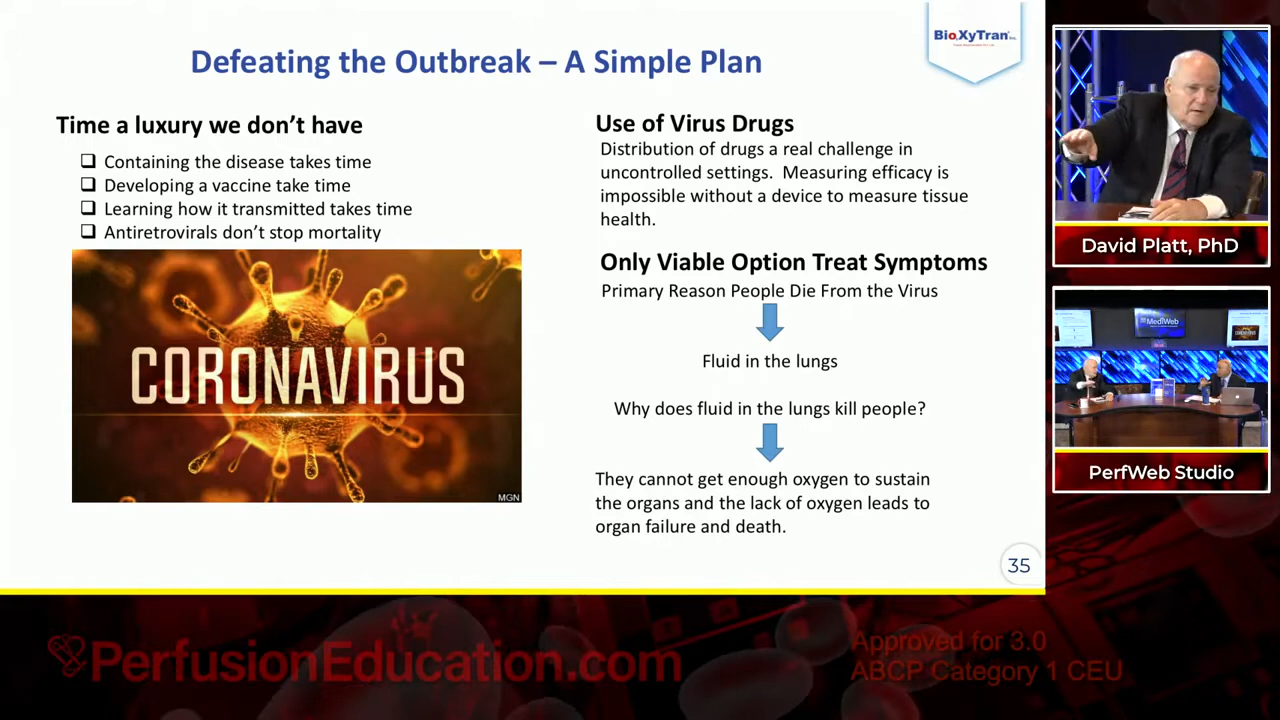 Defeating the Outbreak – A Simple Plan
BioXyTran
Time a luxury we don't have
Containing the disease takes time
Developing a vaccine take time
Learning how it transmitted takes time
Antiretrovirals don't stop mortality
CORONAVIRUS
MGN
Use of Virus Drugs
Distribution of drugs a real challenge in
uncontrolled settings. Measuring efficacy is
impossible without a device to measure tissue
health.
Only Viable Option Treat Symptoms
Primary Reason People Die From the Virus
Fluid in the lungs
Why does fluid in the lungs kill people?
They cannot get enough oxygen to sustain
the organs and the lack of oxygen leads to
organ failure and death.
35
David Platt, PhD
MediWeb
PerfWeb Studio
PerfusionEducation.com
Approved for 3.0
ABCP Category 1 CEU